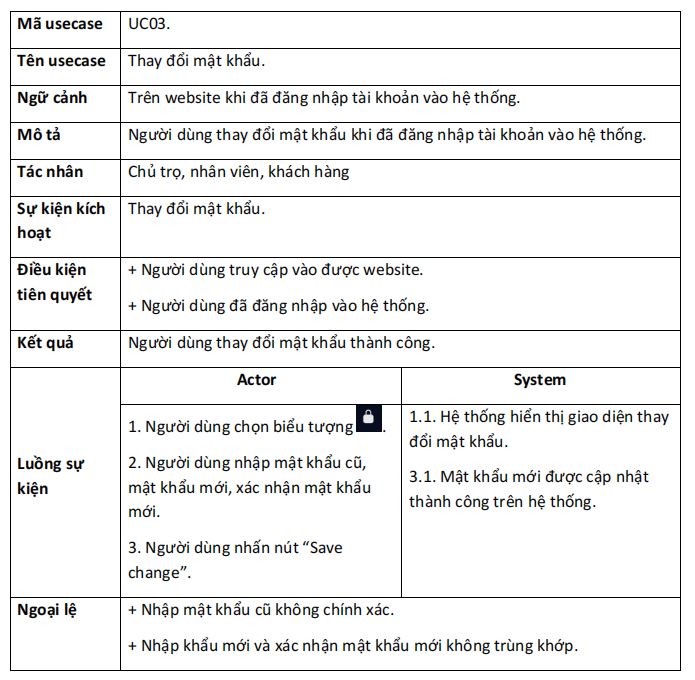 Mã usecase
UC03.
Tên usecase
Thay đổi mật khẩu.
Ngữ cảnh
Trên website khi đã đăng nhập tài khoản vào hệ thống.
Mô tả
Người dùng thay đổi mật khẩu khi đã đăng nhập tài khoản vào hệ thống.
Tác nhân
Chủ trọ, nhân viên, khách hàng
Sự kiện kích
hoạt
Thay đổi mật khẩu.
Điều kiện
tiên quyết
+ Người dùng truy cập vào được website.
+ Người dùng đã đăng nhập vào hệ thống.
Kết quả
Người dùng thay đổi mật khẩu thành công.
Luồng sự
kiện
Actor
1. Người dùng chọn biểu tượng .
2. Người dùng nhập mật khẩu cũ,
mật khẩu mới, xác nhận mật khẩu
mới.
3. Người dùng nhấn nút “Save
change”.
System
1.1. Hệ thống hiển thị giao diện thay
đổi mật khẩu.
3.1. Mật khẩu mới được cập nhật
thành công trên hệ thống.
Ngoại lệ
+ Nhập mật khẩu cũ không chính xác.
+ Nhập khẩu mới và xác nhận mật khẩu mới không trùng khớp.